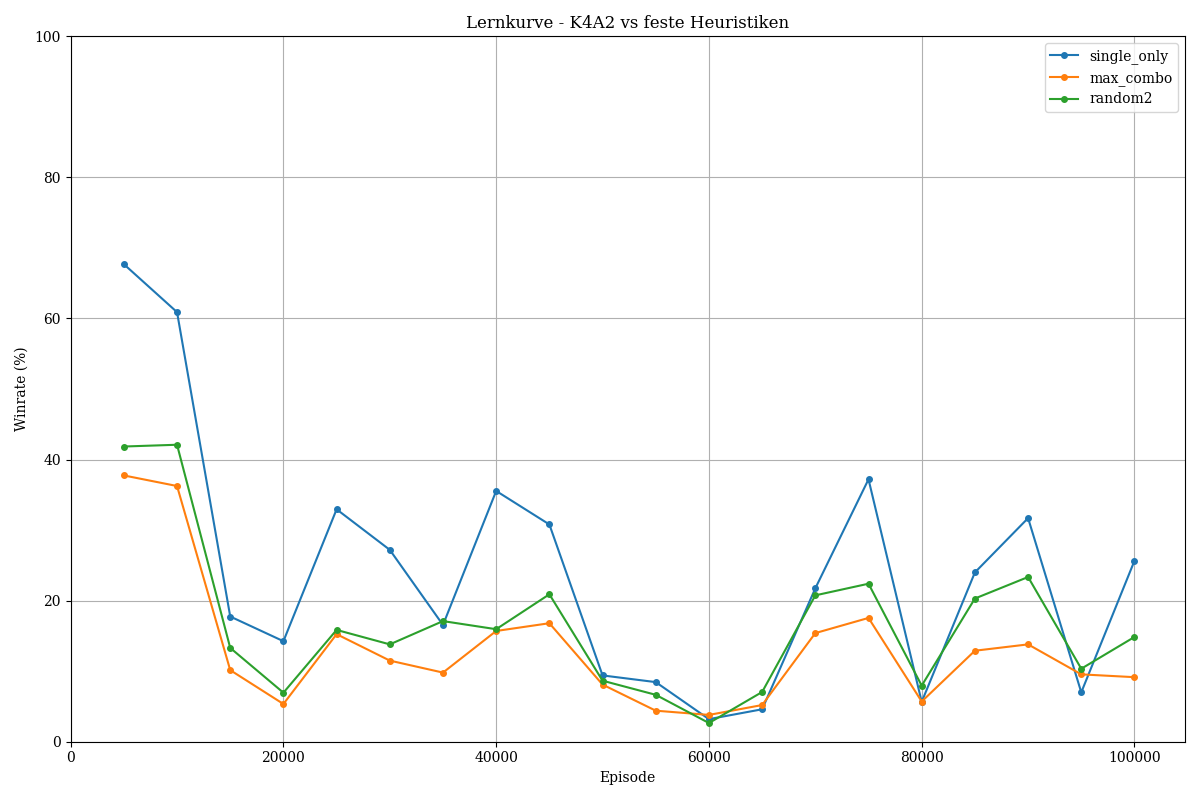 Lernkurve - K4A2 vs feste Heuristiken
single_only
max_combo
random2
Winrate (%)
100
80
60
40
20
0
0 20000 40000 60000 80000 100000
Episode